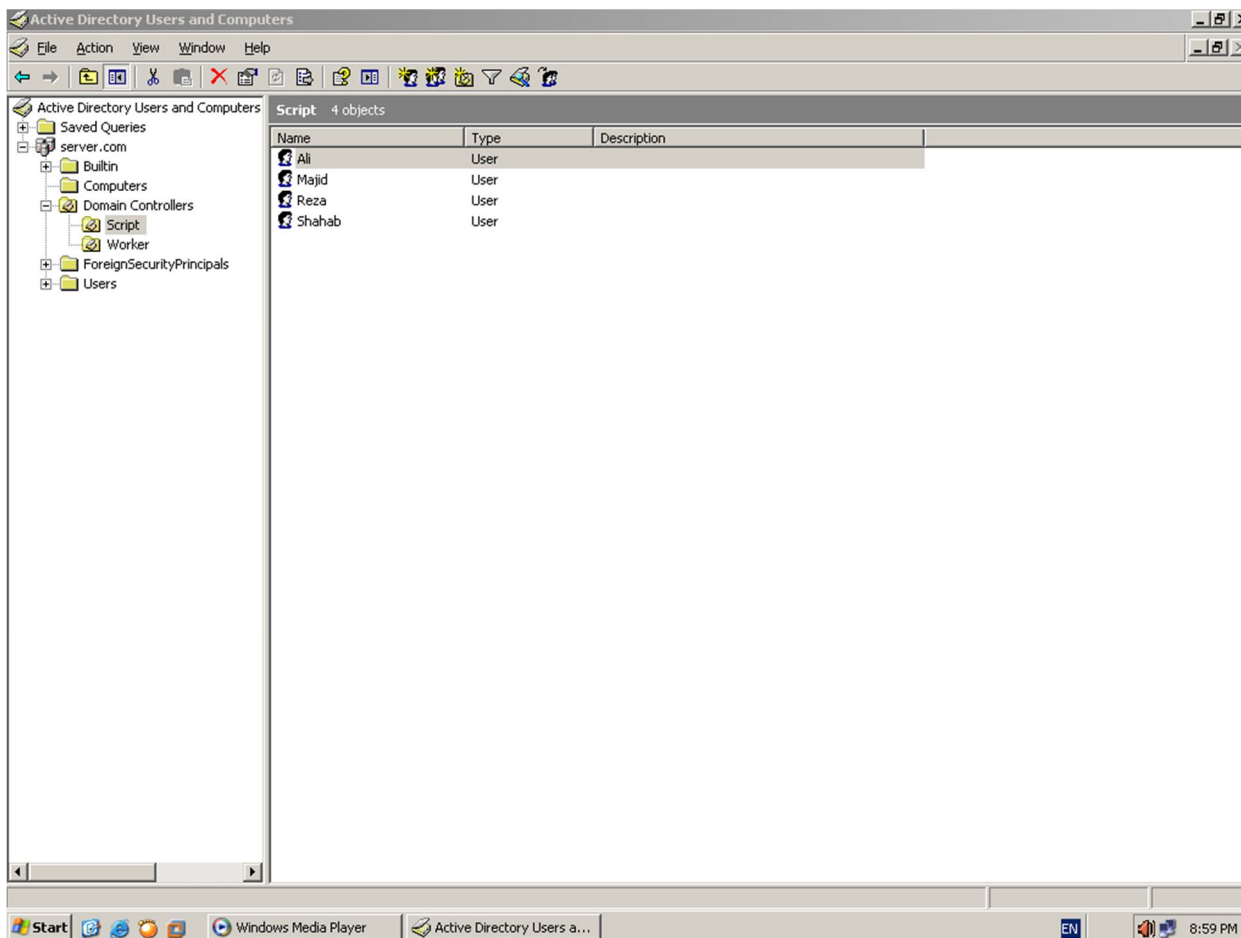 Active Directory Users and Computers
File Action View Window Help
Active Directory Users and Computers
Saved Queries
server.com
Builtin
Computers
Domain Controllers
Script
Worker
ForeignSecurityPrincipals
Users
Script 4 objects
Name Type Description
Ali User
Majid User
Reza User
Shahab User
Start Windows Media Player Active Directory Users a... EN 8:59 PM